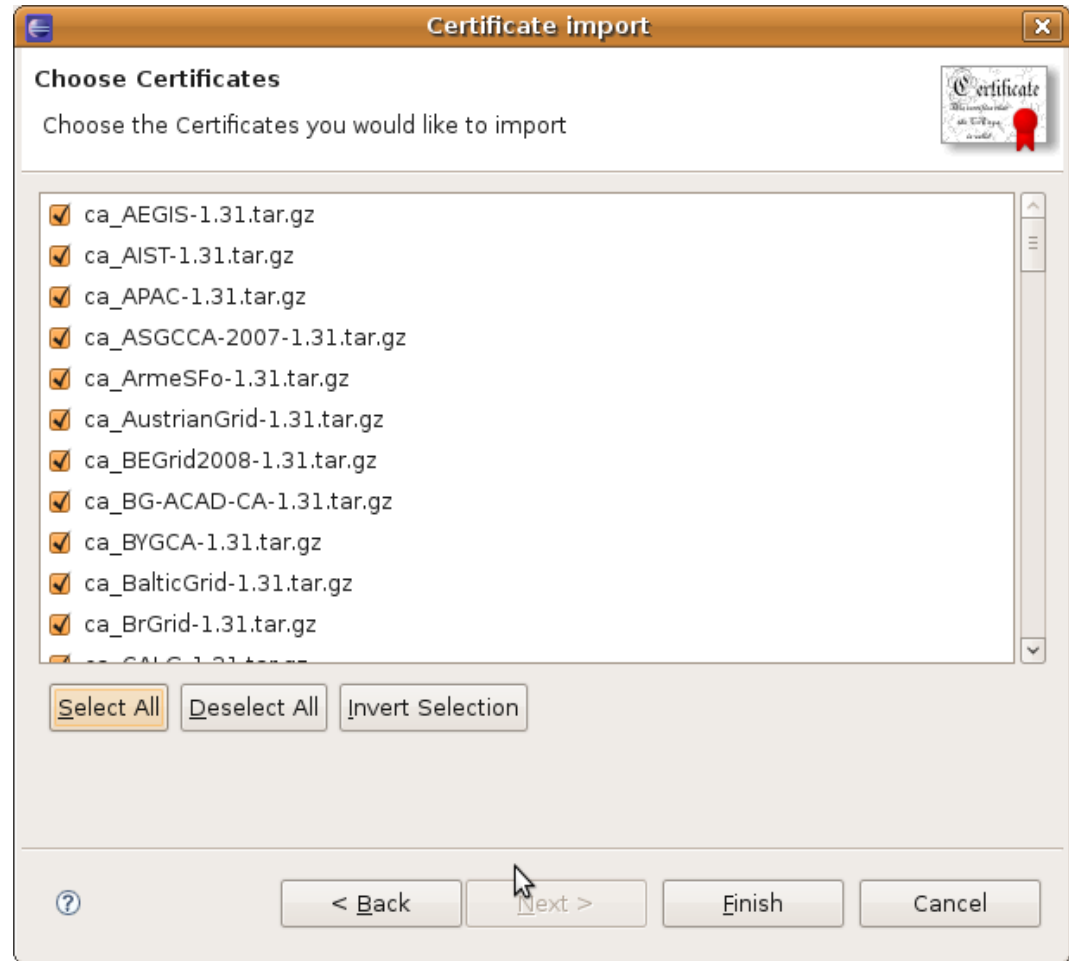 Certificate import
Choose Certificates
Choose the Certificates you would like to import
Certificate
ca_AEGIS-1.31.tar.gz
ca_AIST-1.31.tar.gz
ca_APAC-1.31.tar.gz
ca_ASGCCA-2007-1.31.tar.gz
ca_ArmeSFo-1.31.tar.gz
ca_AustrianGrid-1.31.tar.gz
ca_BEGrid2008-1.31.tar.gz
ca_BG-ACAD-CA-1.31.tar.gz
ca_BYGCA-1.31.tar.gz
ca_BalticGrid-1.31.tar.gz
ca_BrGrid-1.31.tar.gz
Select All Deselect All Invert Selection
? < Back Next > Finish Cancel